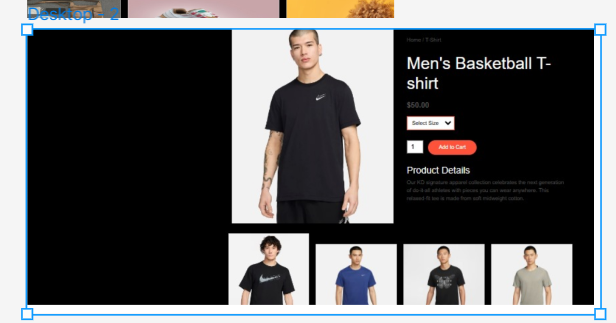 Desktop - 2
Home / T-Shirt
Men's Basketball T-
shirt
$50.00
Select Size
1
Add to Cart
Product Details
Our KD signature apparel collection celebrates the next generation
of do-it-all athletes with pieces you can wear anywhere. This
relaxed fit tee is made from soft midweight cotton.